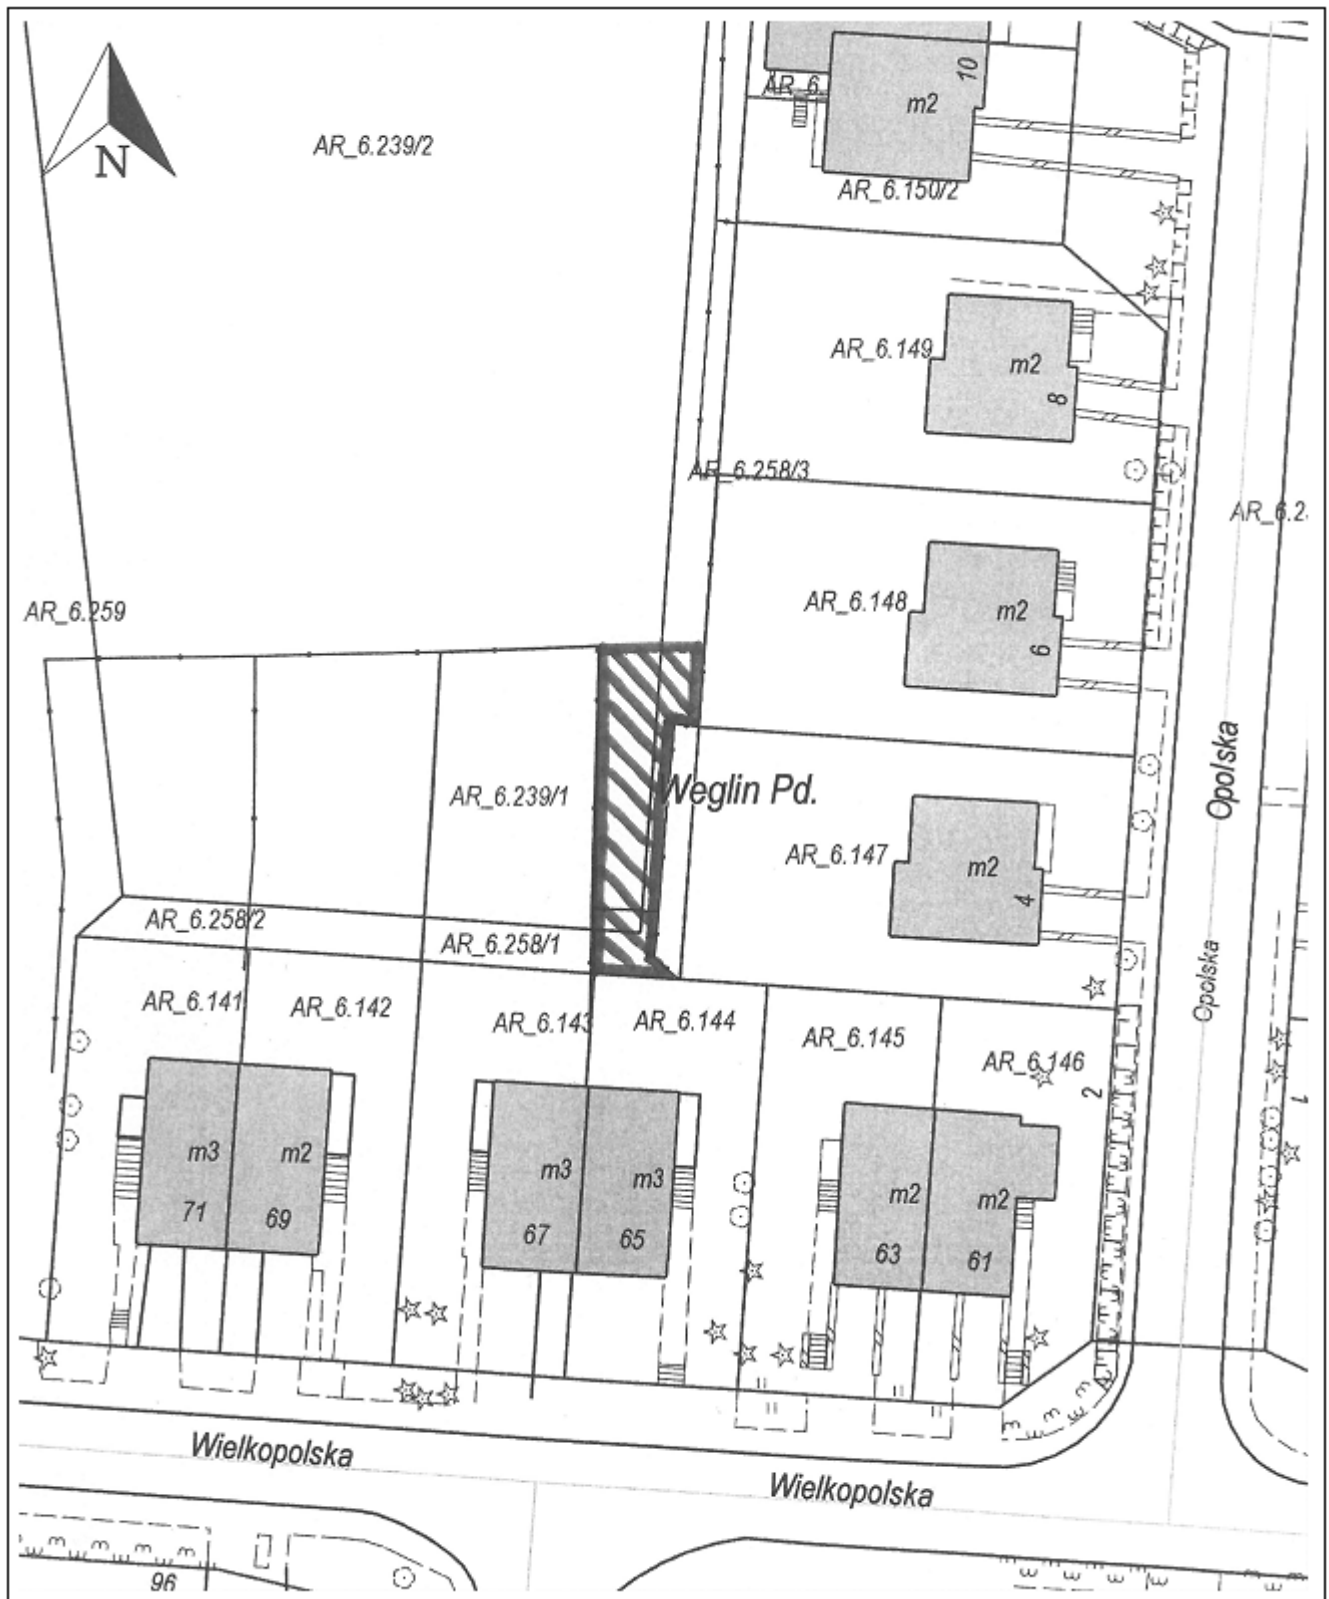 N
AR_6.239/2
AR_6.
10
m2
AR_6.150/2
AR_6.149
m2
8
AR_6.258/3
AR_6.2
AR_6.259
AR_6.148
m2
6
Opolska
Weglin Pd.
AR_6.239/1
AR_6.147
m2
4
AR_6.258/2
AR_6.258/1
Opolska
AR_6.141
AR_6.142
AR_6.143
AR_6.144
AR_6.145
AR_6.146
2
1
m3
71
m2
69
m3
67
m3
65
m2
63
m2
61
Wielkopolska
Wielkopolska
96